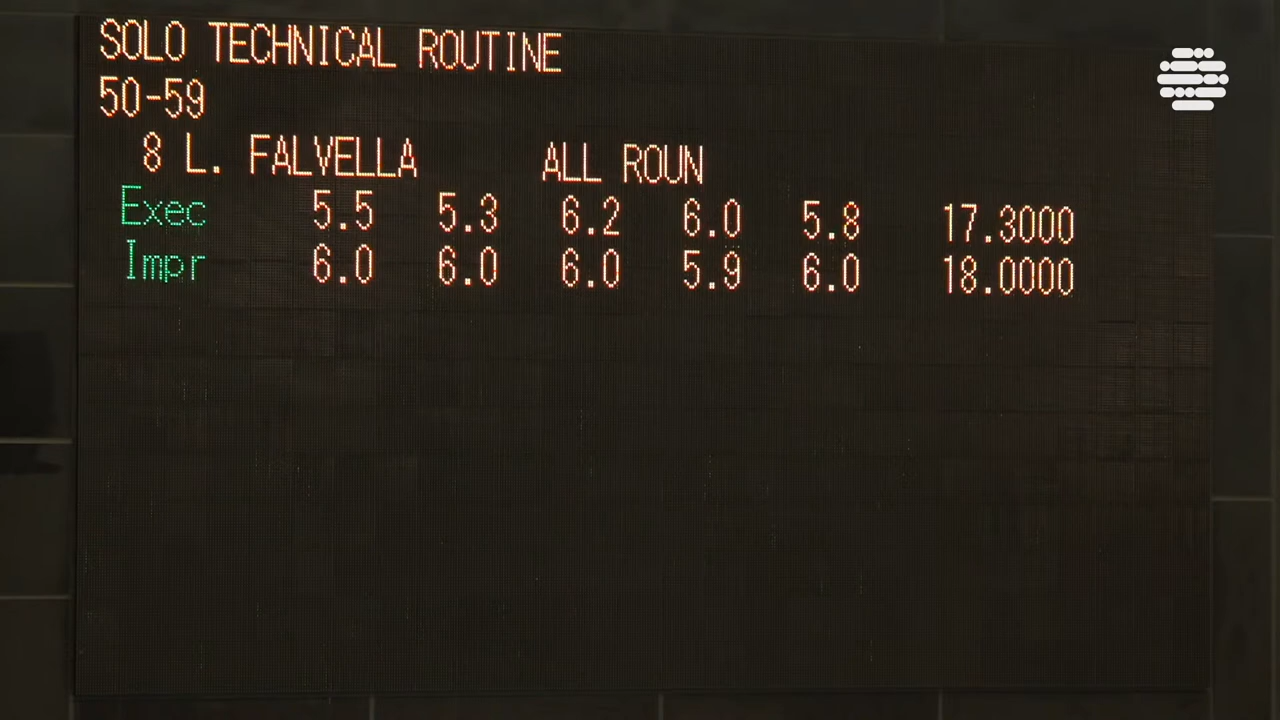 SOLO TECHNICAL ROUTINE
50-59
8 L. FALVELLA ALL ROUN
Exec 5.5 5.3 6.2 6.0 5.8 17.3000
Impr 6.0 6.0 6.0 5.9 6.0 18.0000